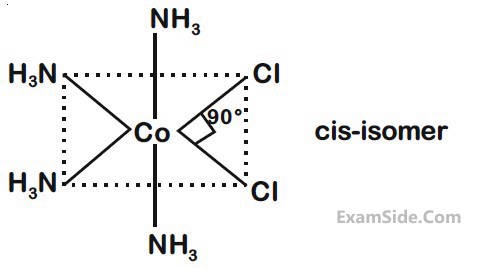 NH₃
H₃N
Cl
90°
Co
cis-isomer
H₃N
Cl
ExamSide.Com
NH₃